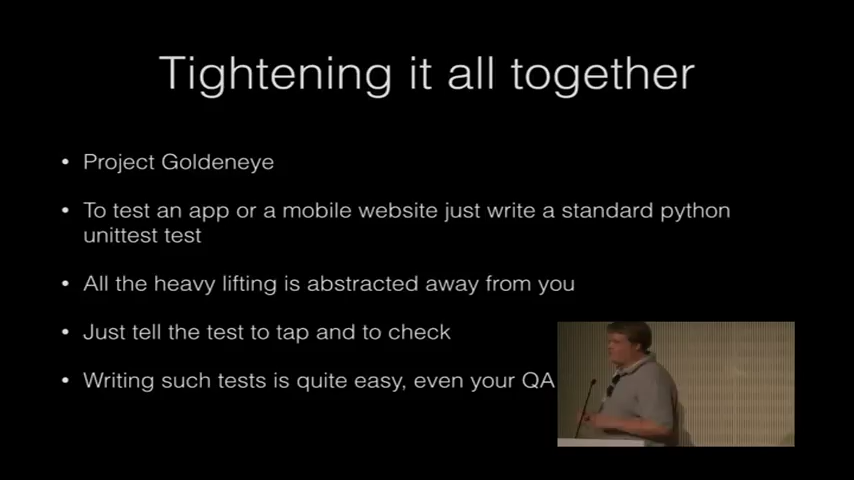 Tightening it all together
• Project Goldeneye
• To test an app or a mobile website just write a standard python
unittest test
• All the heavy lifting is abstracted away from you
• Just tell the test to tap and to check
• Writing such tests is quite easy, even your QA